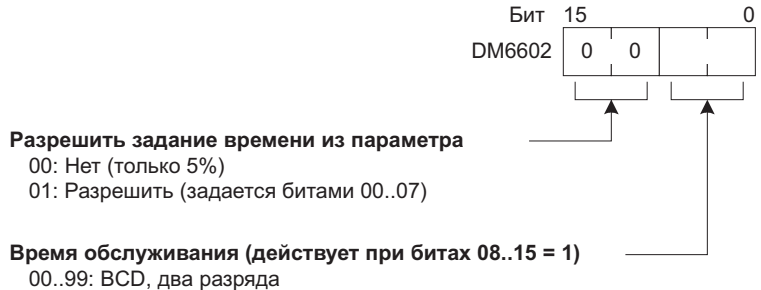 Бит 15 0
DM6602 0 0
Разрешить задание времени из параметра
00: Нет (только 5%)
01: Разрешить (задается битами 00..07)
Время обслуживания (действует при битах 08..15 = 1)
00..99: BCD, два разряда